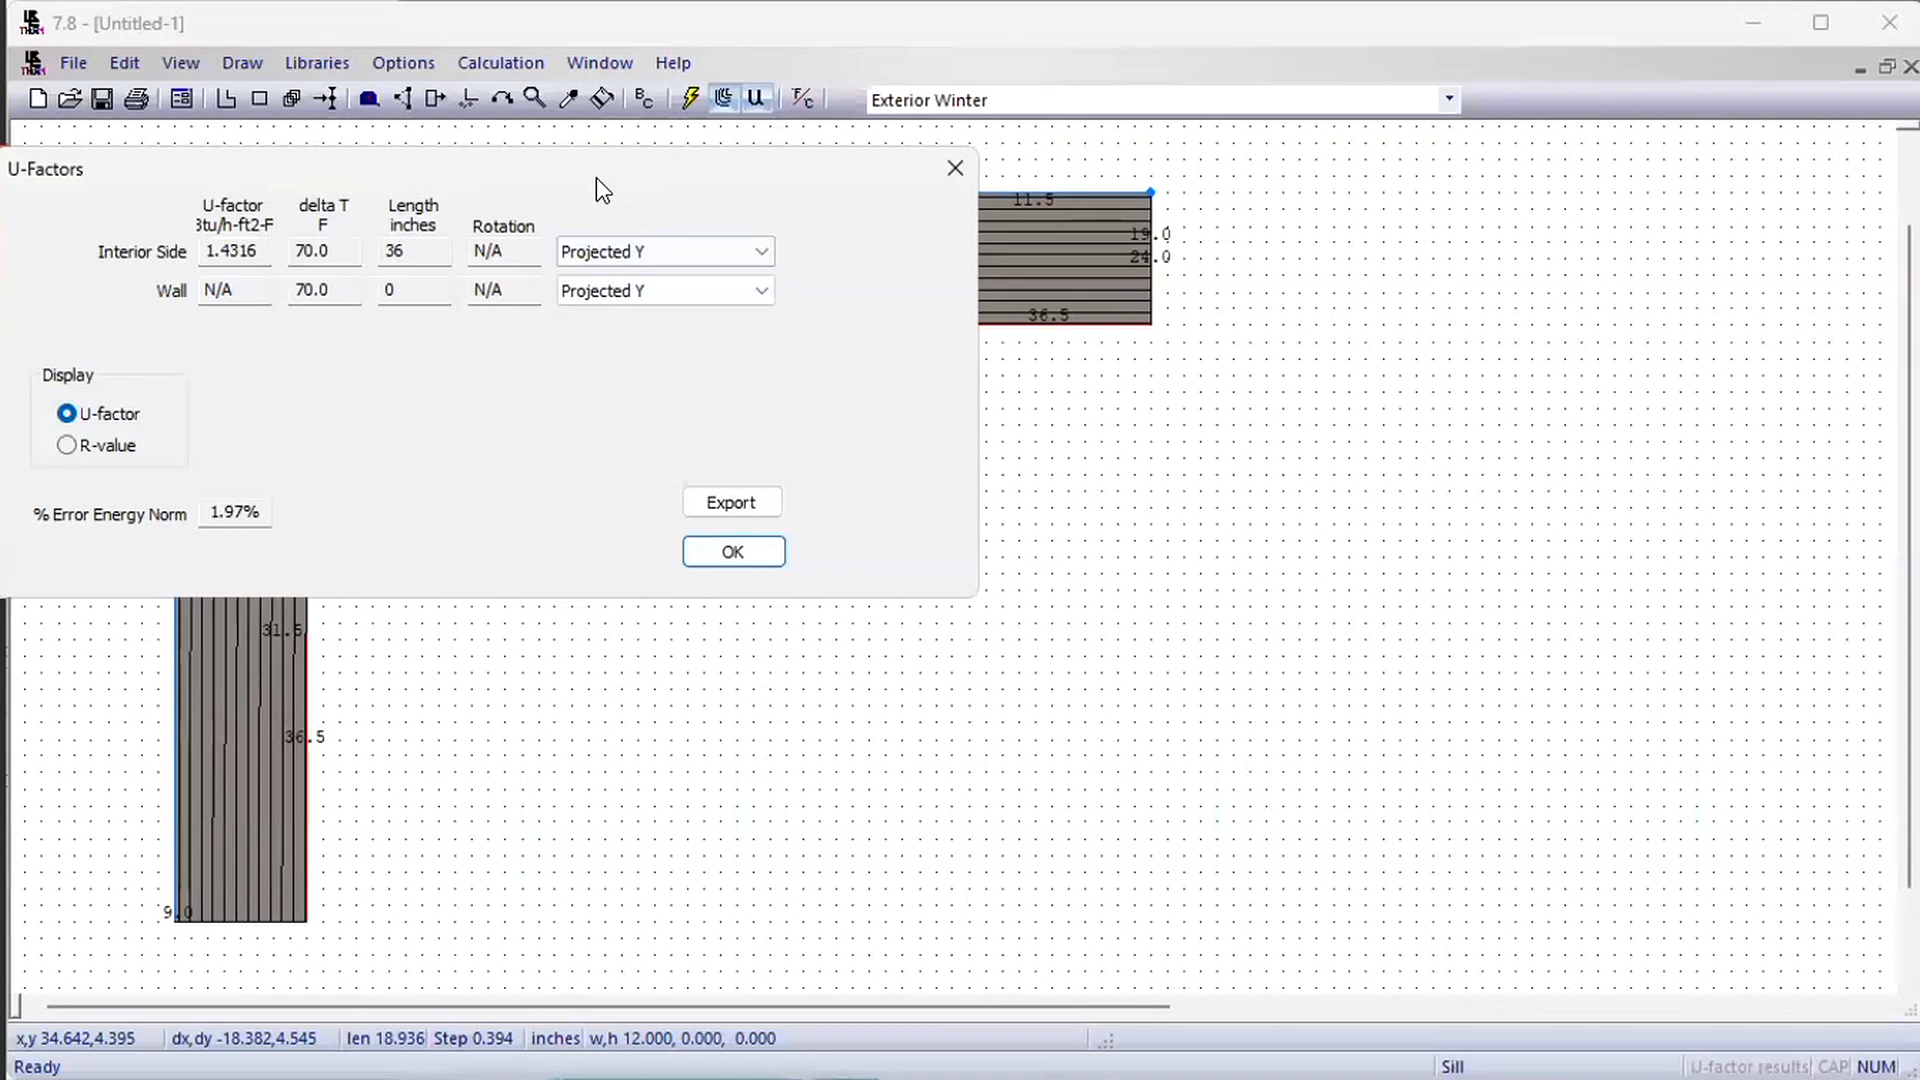 7.8 - [Untitled-1]
File Edit View Draw Libraries Options Calculation Window Help
Exterior Winter
U-Factors
U-factor delta T Length
Btu/h-ft2-F F inches Rotation
Interior Side 1.4316 70.0 36 N/A Projected Y
Wall N/A 70.0 0 N/A Projected Y
Display
U-factor
R-value
Export
% Error Energy Norm 1.97%
OK
11.5
19.0
24.0
36.5
31.5
36.5
9.0
x,y 34.642,4.395 dx,dy -18.382,4.545 len 18.936 Step 0.394 inches w,h 12.000, 0.000, 0.000
Ready Sill U-factor results CAP NUM